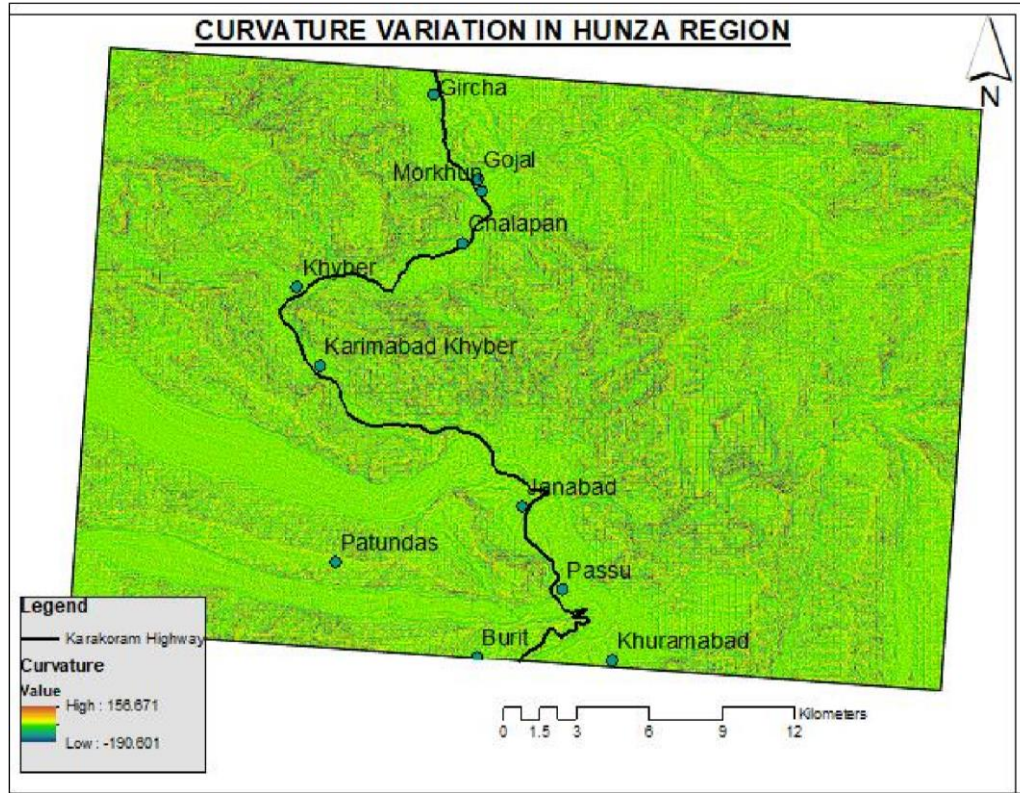 CURVATURE VARIATION IN HUNZA REGION
N
Gircha
Gojal
Morkhun
Chalapan
Khyber
Karimabad Khyber
Janabad
Patundas
Passu
Burit
Khuramabad
Legend
Karakoram Highway
Curvature
Value
High : 156.671
Low : -190.601
Kilometers
0 1.5 3 6 9 12